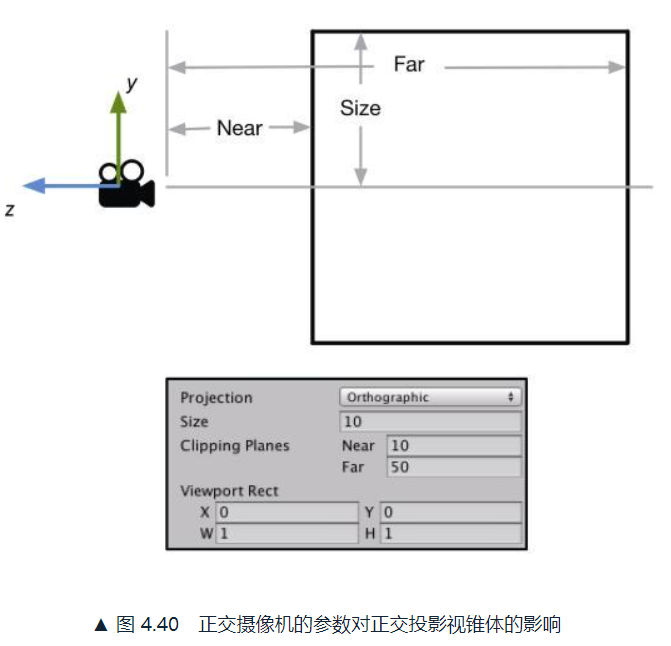 Far
y
Size
Near
z
Projection Orthographic
Size 10
Clipping Planes Near 10
Far 50
Viewport Rect
X 0 Y 0
W 1 H 1
▲ 图 4.40 正交摄像机的参数对正交投影视锥体的影响